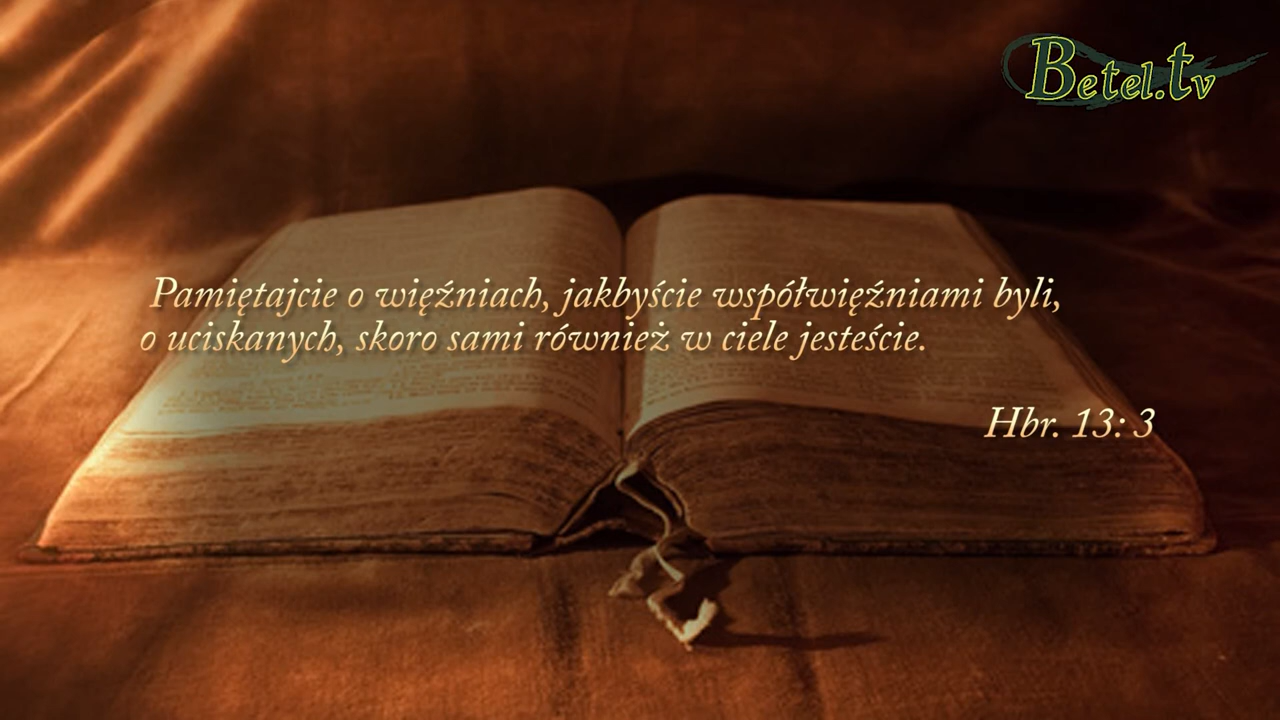 Betel.tv
Pamiętajcie o więźniach, jakbyście współwięźniami byli,
o uciskanych, skoro sami również w ciele jesteście.
Hbr. 13: 3